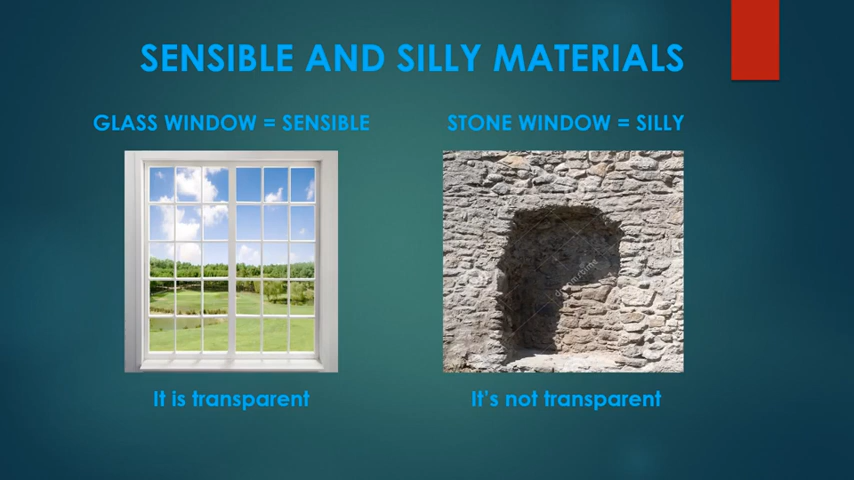 SENSIBLE AND SILLY MATERIALS
GLASS WINDOW = SENSIBLE
STONE WINDOW = SILLY
It is transparent
It's not transparent